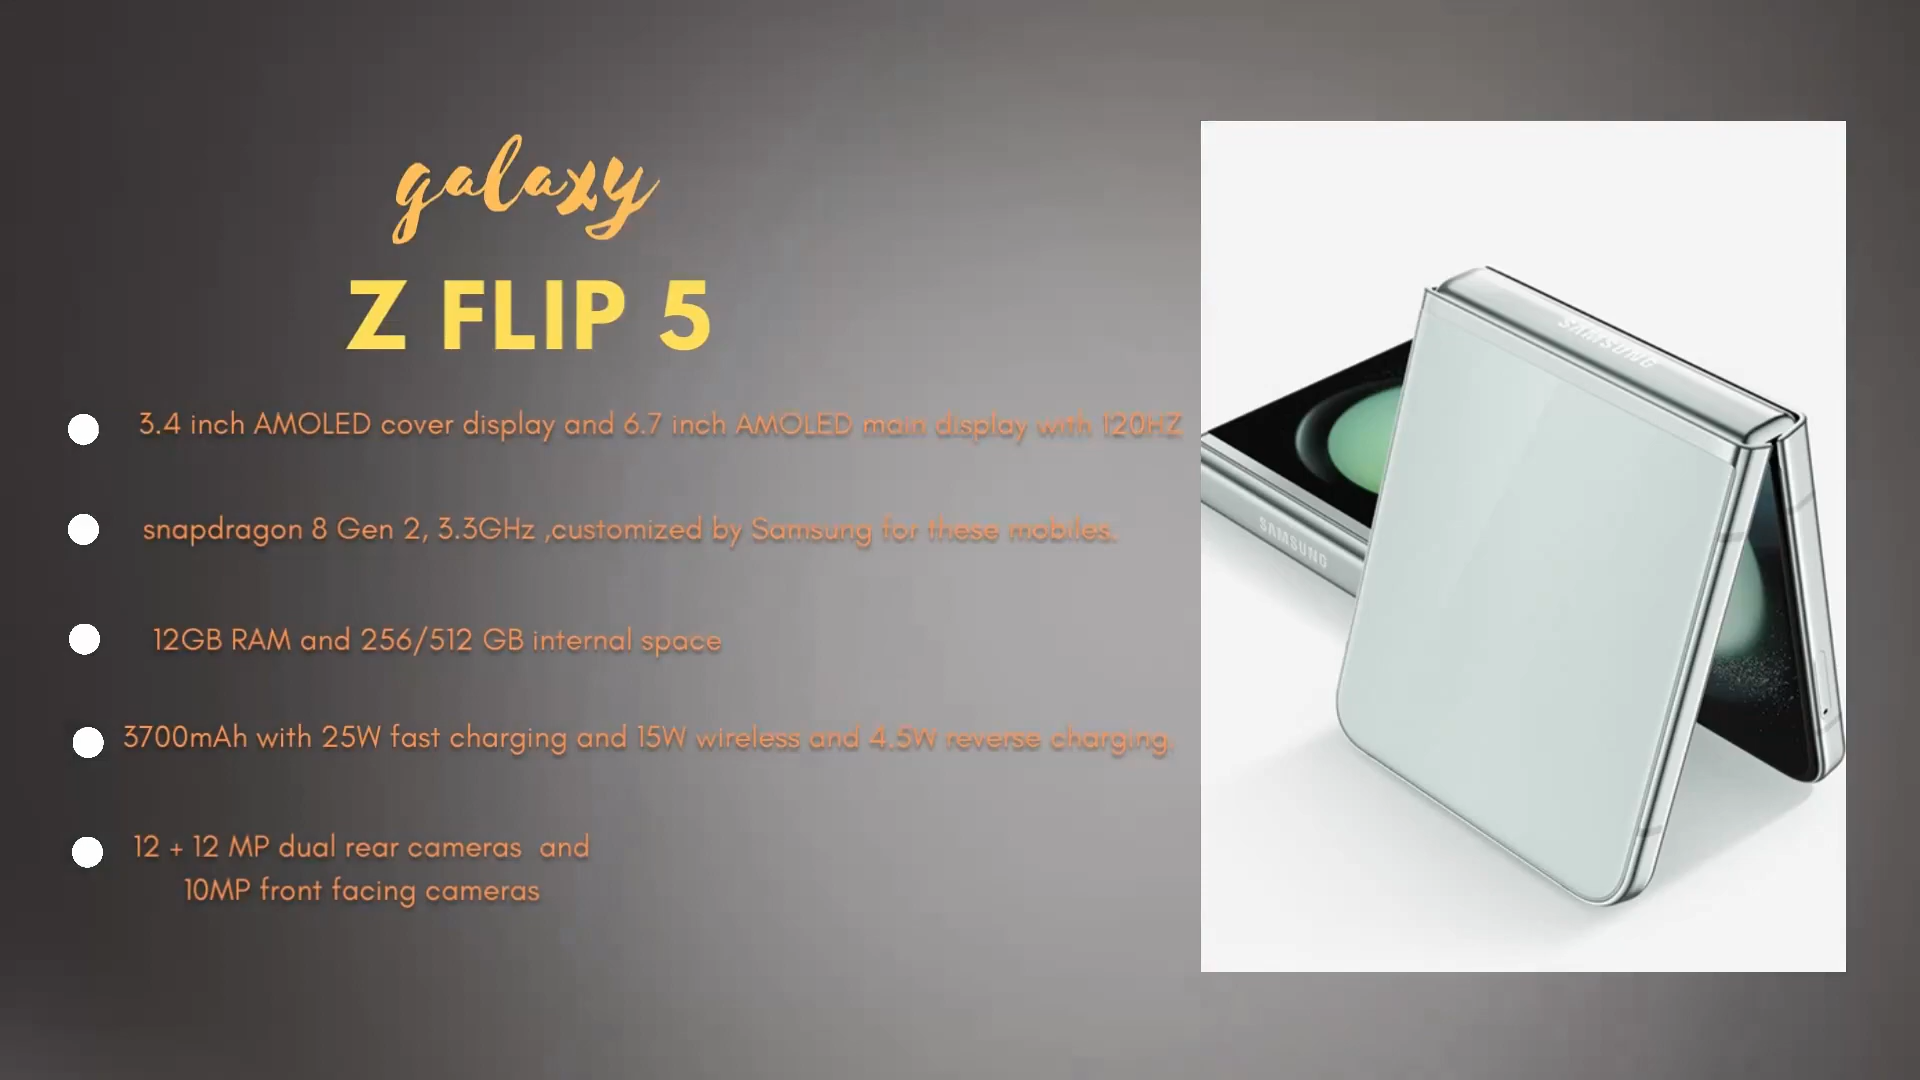 galaxy
Z FLIP 5
3.4 inch AMOLED cover display and 6.7 inch AMOLED main display with 120HZ
snapdragon 8 Gen 2, 3.3GHz ,customized by Samsung for these mobiles.
12GB RAM and 256/512 GB internal space
3700mAh with 25W fast charging and 15W wireless and 4.5W reverse charging.
12 + 12 MP dual rear cameras and
10MP front facing cameras
SAMSUNG
SAMSUNG